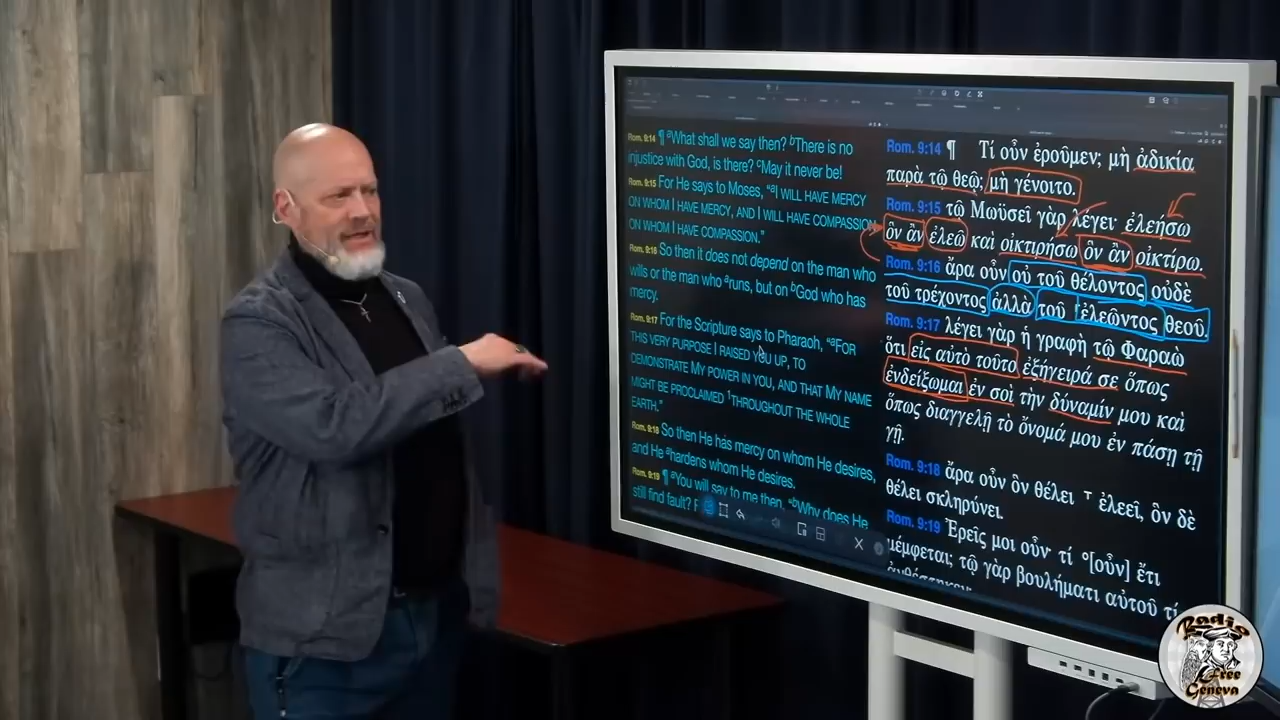 Rom. 9:14 ¶ ªWhat shall we say then? ᵇThere is no
injustice with God, is there? ᶜMay it never be!
Rom. 9:15 For He says to Moses, “ªI WILL HAVE MERCY
ON WHOM I HAVE MERCY, AND I WILL HAVE COMPASSION
ON WHOM I HAVE COMPASSION.”
Rom. 9:16 So then it does not depend on the man who
wills or the man who ªruns, but on ᵇGod who has
mercy.
Rom. 9:17 For the Scripture says to Pharaoh, “ªFOR
THIS VERY PURPOSE I RAISED YOU UP, TO
DEMONSTRATE MY POWER IN YOU, AND THAT MY NAME
MIGHT BE PROCLAIMED ¹THROUGHOUT THE WHOLE
EARTH.”
Rom. 9:18 So then He has mercy on whom He desires,
and He ªhardens whom He desires.
Rom. 9:19 ¶ ªYou will say to me then, “ᵇWhy does He
still find fault? F
Rom. 9:14 ¶ Τί οὖν ἐροῦμεν; μὴ ἀδικία
παρὰ τῷ θεῷ; μὴ γένοιτο.
Rom. 9:15 τῷ Μωϋσεῖ γὰρ λέγει· ἐλεήσω
ὃν ἂν ἐλεῶ καὶ οἰκτιρήσω ὃν ἂν οἰκτίρω.
Rom. 9:16 ἄρα οὖν οὐ τοῦ θέλοντος οὐδὲ
τοῦ τρέχοντος ἀλλὰ τοῦ ἐλεῶντος θεοῦ.
Rom. 9:17 λέγει γὰρ ἡ γραφὴ τῷ Φαραὼ
ὅτι εἰς αὐτὸ τοῦτο ἐξήγειρά σε ὅπως
ἐνδείξωμαι ἐν σοὶ τὴν δύναμίν μου καὶ
ὅπως διαγγελῇ τὸ ὄνομά μου ἐν πάσῃ τῇ
γῇ.
Rom. 9:18 ἄρα οὖν ὃν θέλει ⸆ ἐλεεῖ, ὃν δὲ
θέλει σκληρύνει.
Rom. 9:19 Ἐρεῖς μοι οὖν· τί °[οὖν] ἔτι
μέμφεται; τῷ γὰρ βουλήματι αὐτοῦ τί
ἀνθέστηκεν;
Radio
Free
Geneva